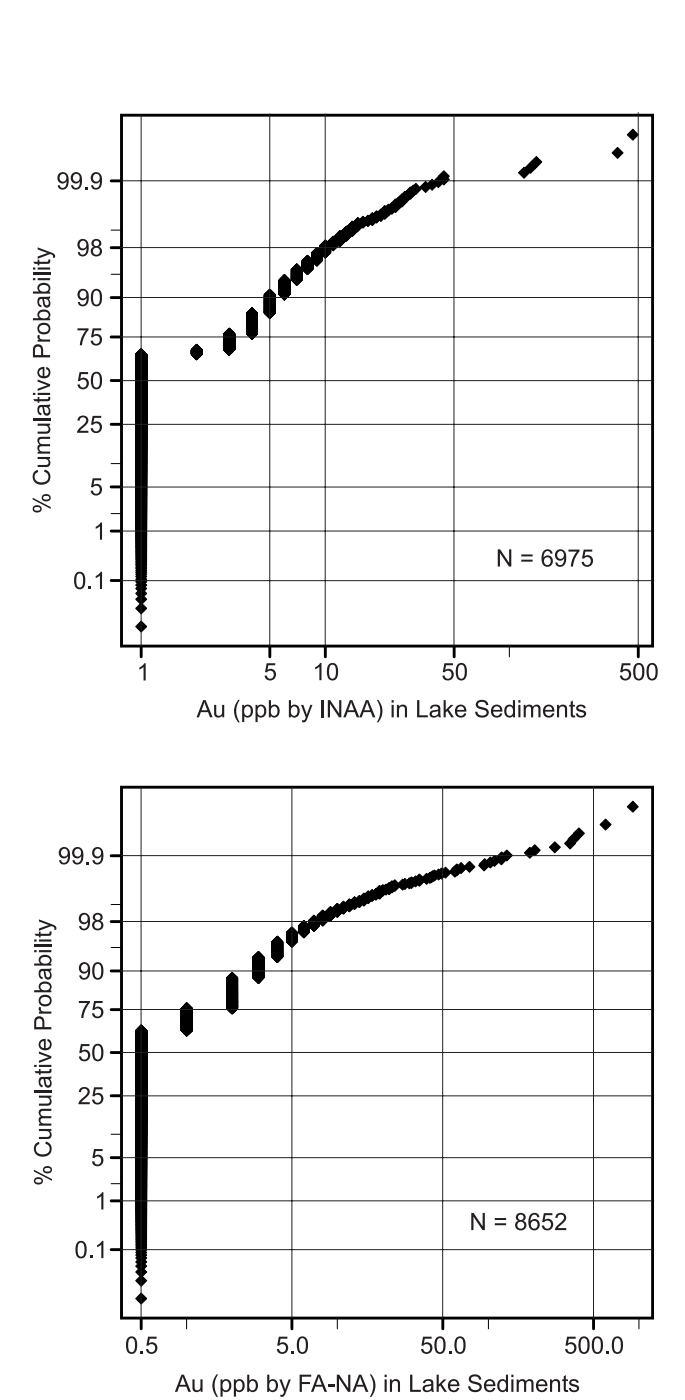 99.9
98
90
75
50
25
5
1
0.1
% Cumulative Probability
N = 6975
1 5 10 50 500
Au (ppb by INAA) in Lake Sediments
99.9
98
90
75
50
25
5
1
0.1
% Cumulative Probability
N = 8652
0.5 5.0 50.0 500.0
Au (ppb by FA-NA) in Lake Sediments